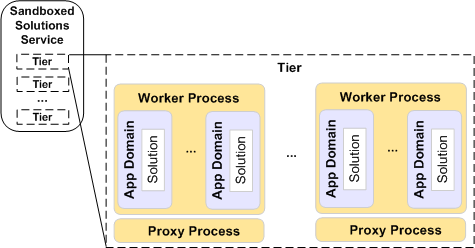 Sandboxed
Solutions
Service
Tier
Tier
...
Tier
Tier
Worker Process
App Domain
Solution
...
App Domain
Solution
Proxy Process
...
Worker Process
App Domain
Solution
...
App Domain
Solution
Proxy Process